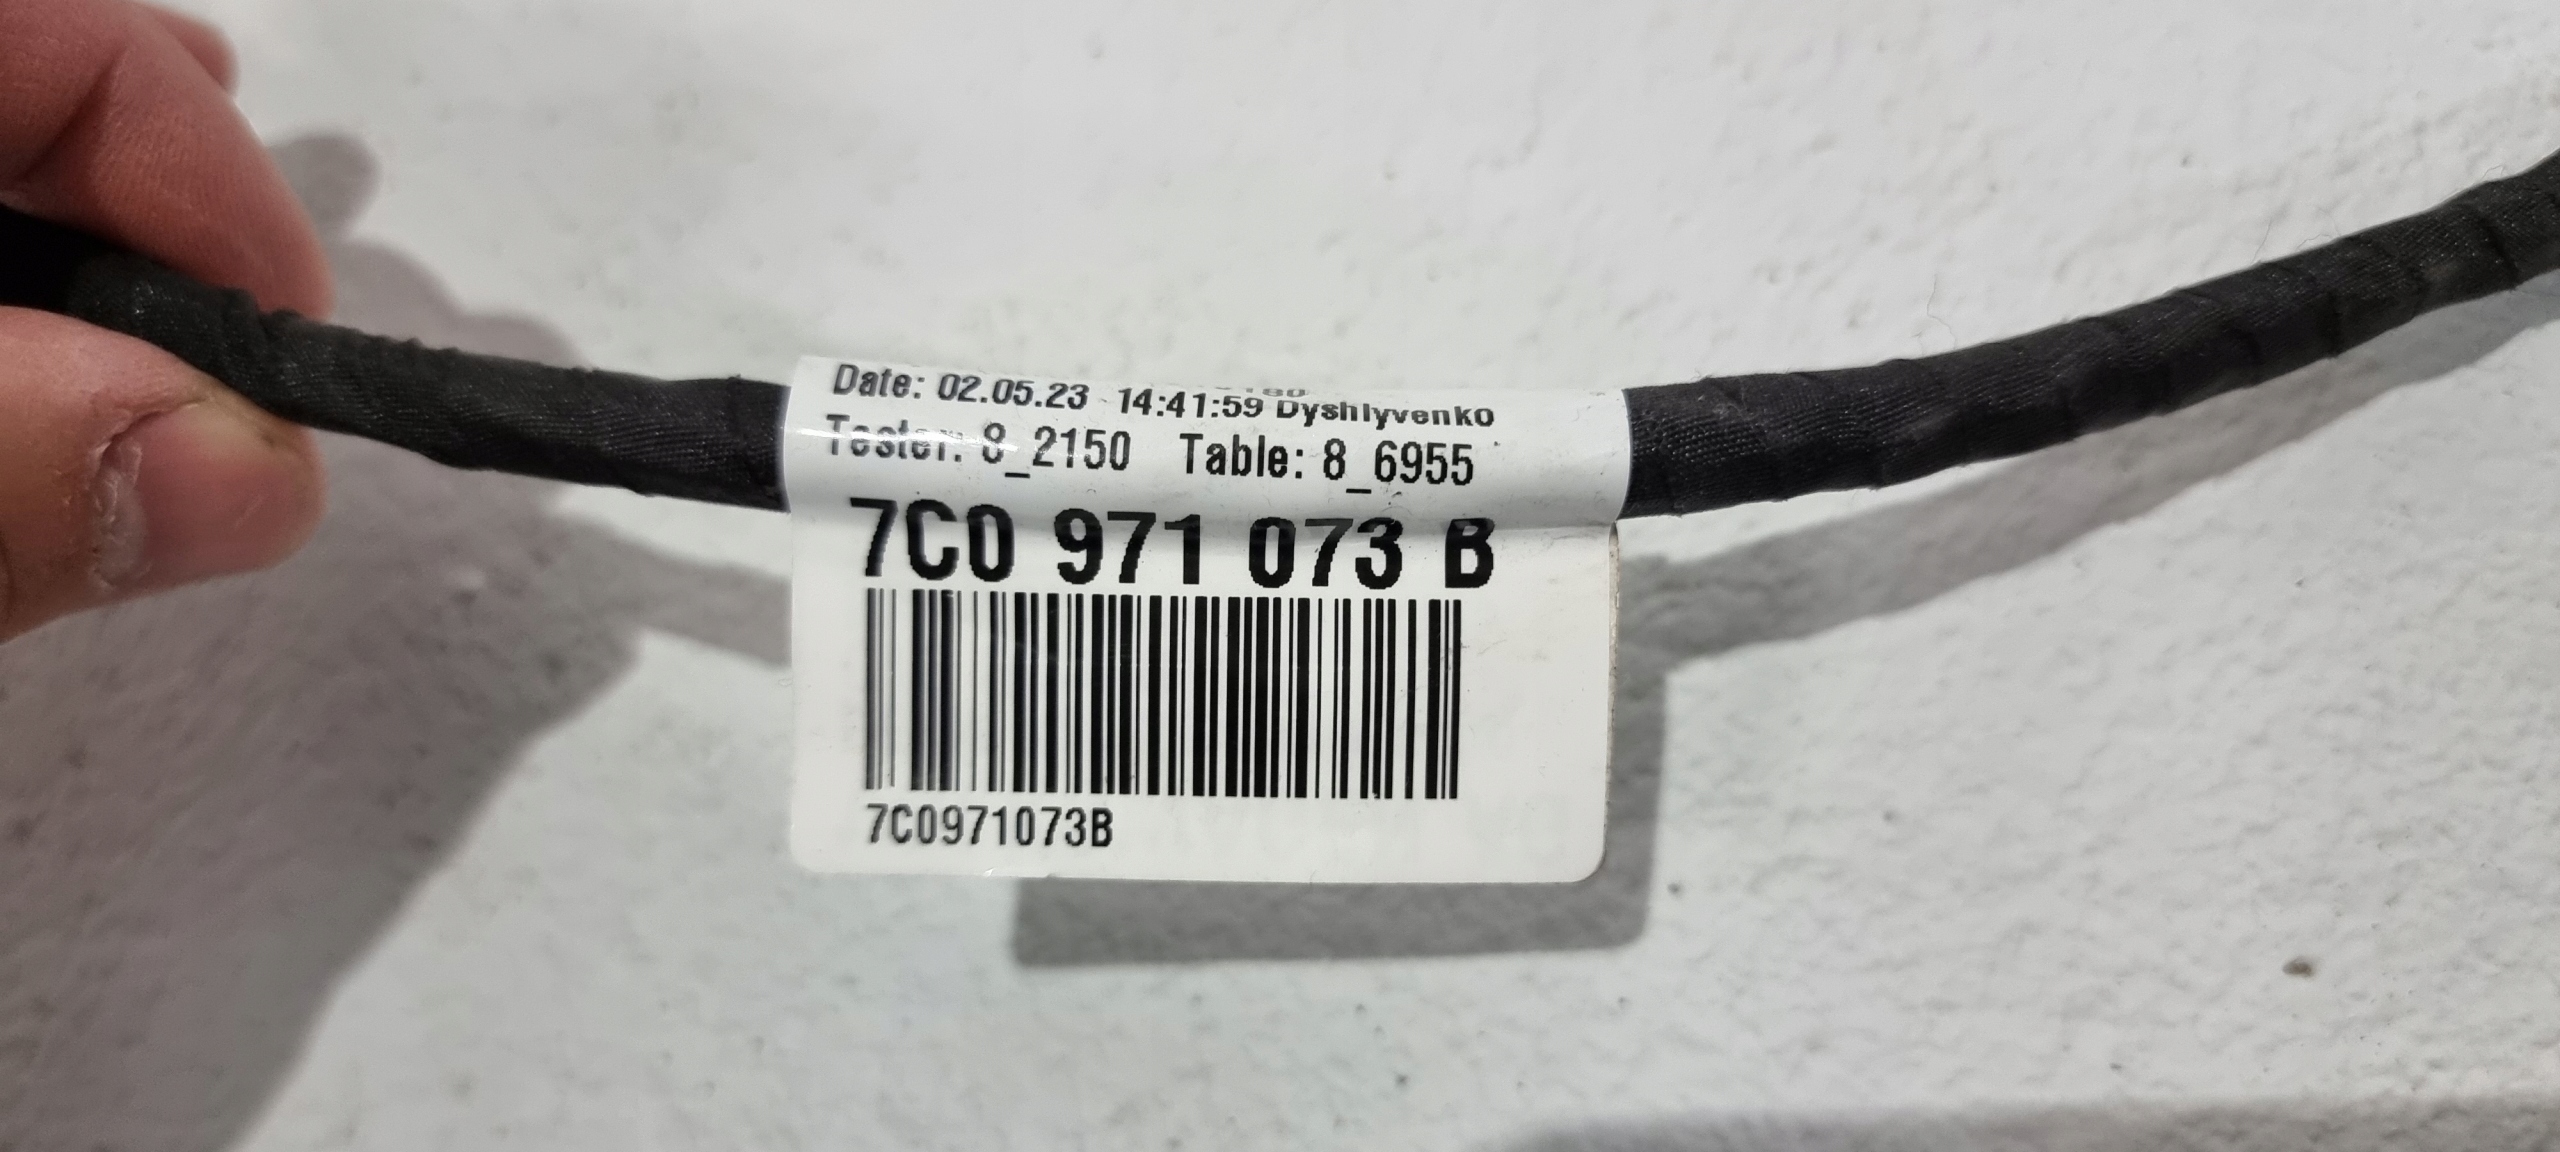 Date: 02.05.23 14:41:59 Dyshlyvenko
Tester: 8_2150 Table: 8_6955
7C0 971 073 B
7C0971073B